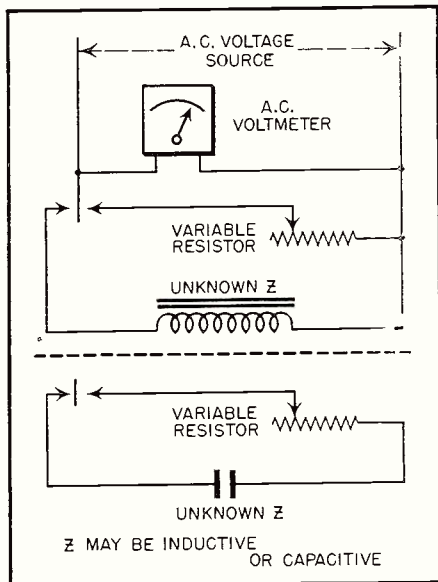 A.C. VOLTAGE
SOURCE
A.C.
VOLTMETER
VARIABLE
RESISTOR
UNKNOWN Z
VARIABLE
RESISTOR
UNKNOWN Z
Z MAY BE INDUCTIVE
OR CAPACITIVE